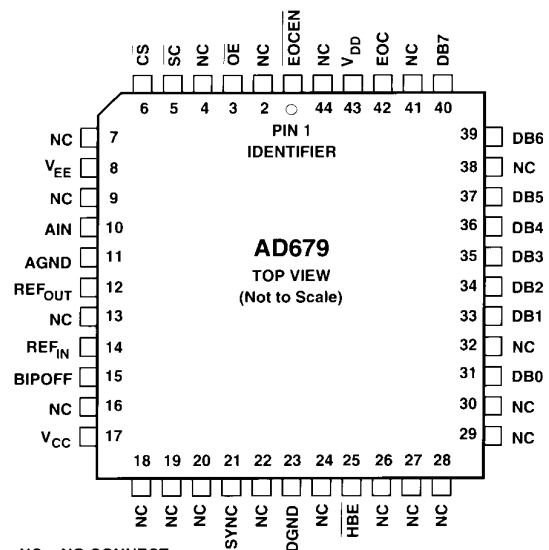 CS SC NC OE NC EOCEN NC VDD EOC NC DB7
6 5 4 3 2 44 43 42 41 40
PIN 1
IDENTIFIER
NC 7
VEE 8
NC 9
AIN 10
AGND 11
REFOUT 12
NC 13
REFIN 14
BIPOFF 15
NC 16
VCC 17
AD679
TOP VIEW
(Not to Scale)
39 DB6
38 NC
37 DB5
36 DB4
35 DB3
34 DB2
33 DB1
32 NC
31 DB0
30 NC
29 NC
18 19 20 21 22 23 24 25 26 27 28
NC NC NC SYNC NC DGND NC HBE NC NC NC